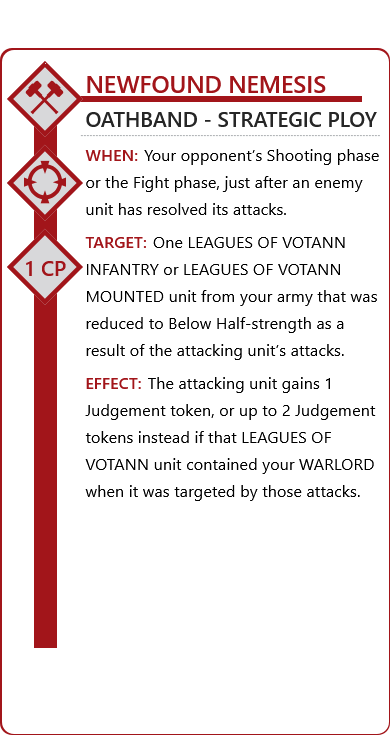 NEWFOUND NEMESIS
OATHBAND - STRATEGIC PLOY
WHEN: Your opponent’s Shooting phase
or the Fight phase, just after an enemy
unit has resolved its attacks.
1 CP
TARGET: One LEAGUES OF VOTANN
INFANTRY or LEAGUES OF VOTANN
MOUNTED unit from your army that was
reduced to Below Half-strength as a
result of the attacking unit’s attacks.
EFFECT: The attacking unit gains 1
Judgement token, or up to 2 Judgement
tokens instead if that LEAGUES OF
VOTANN unit contained your WARLORD
when it was targeted by those attacks.